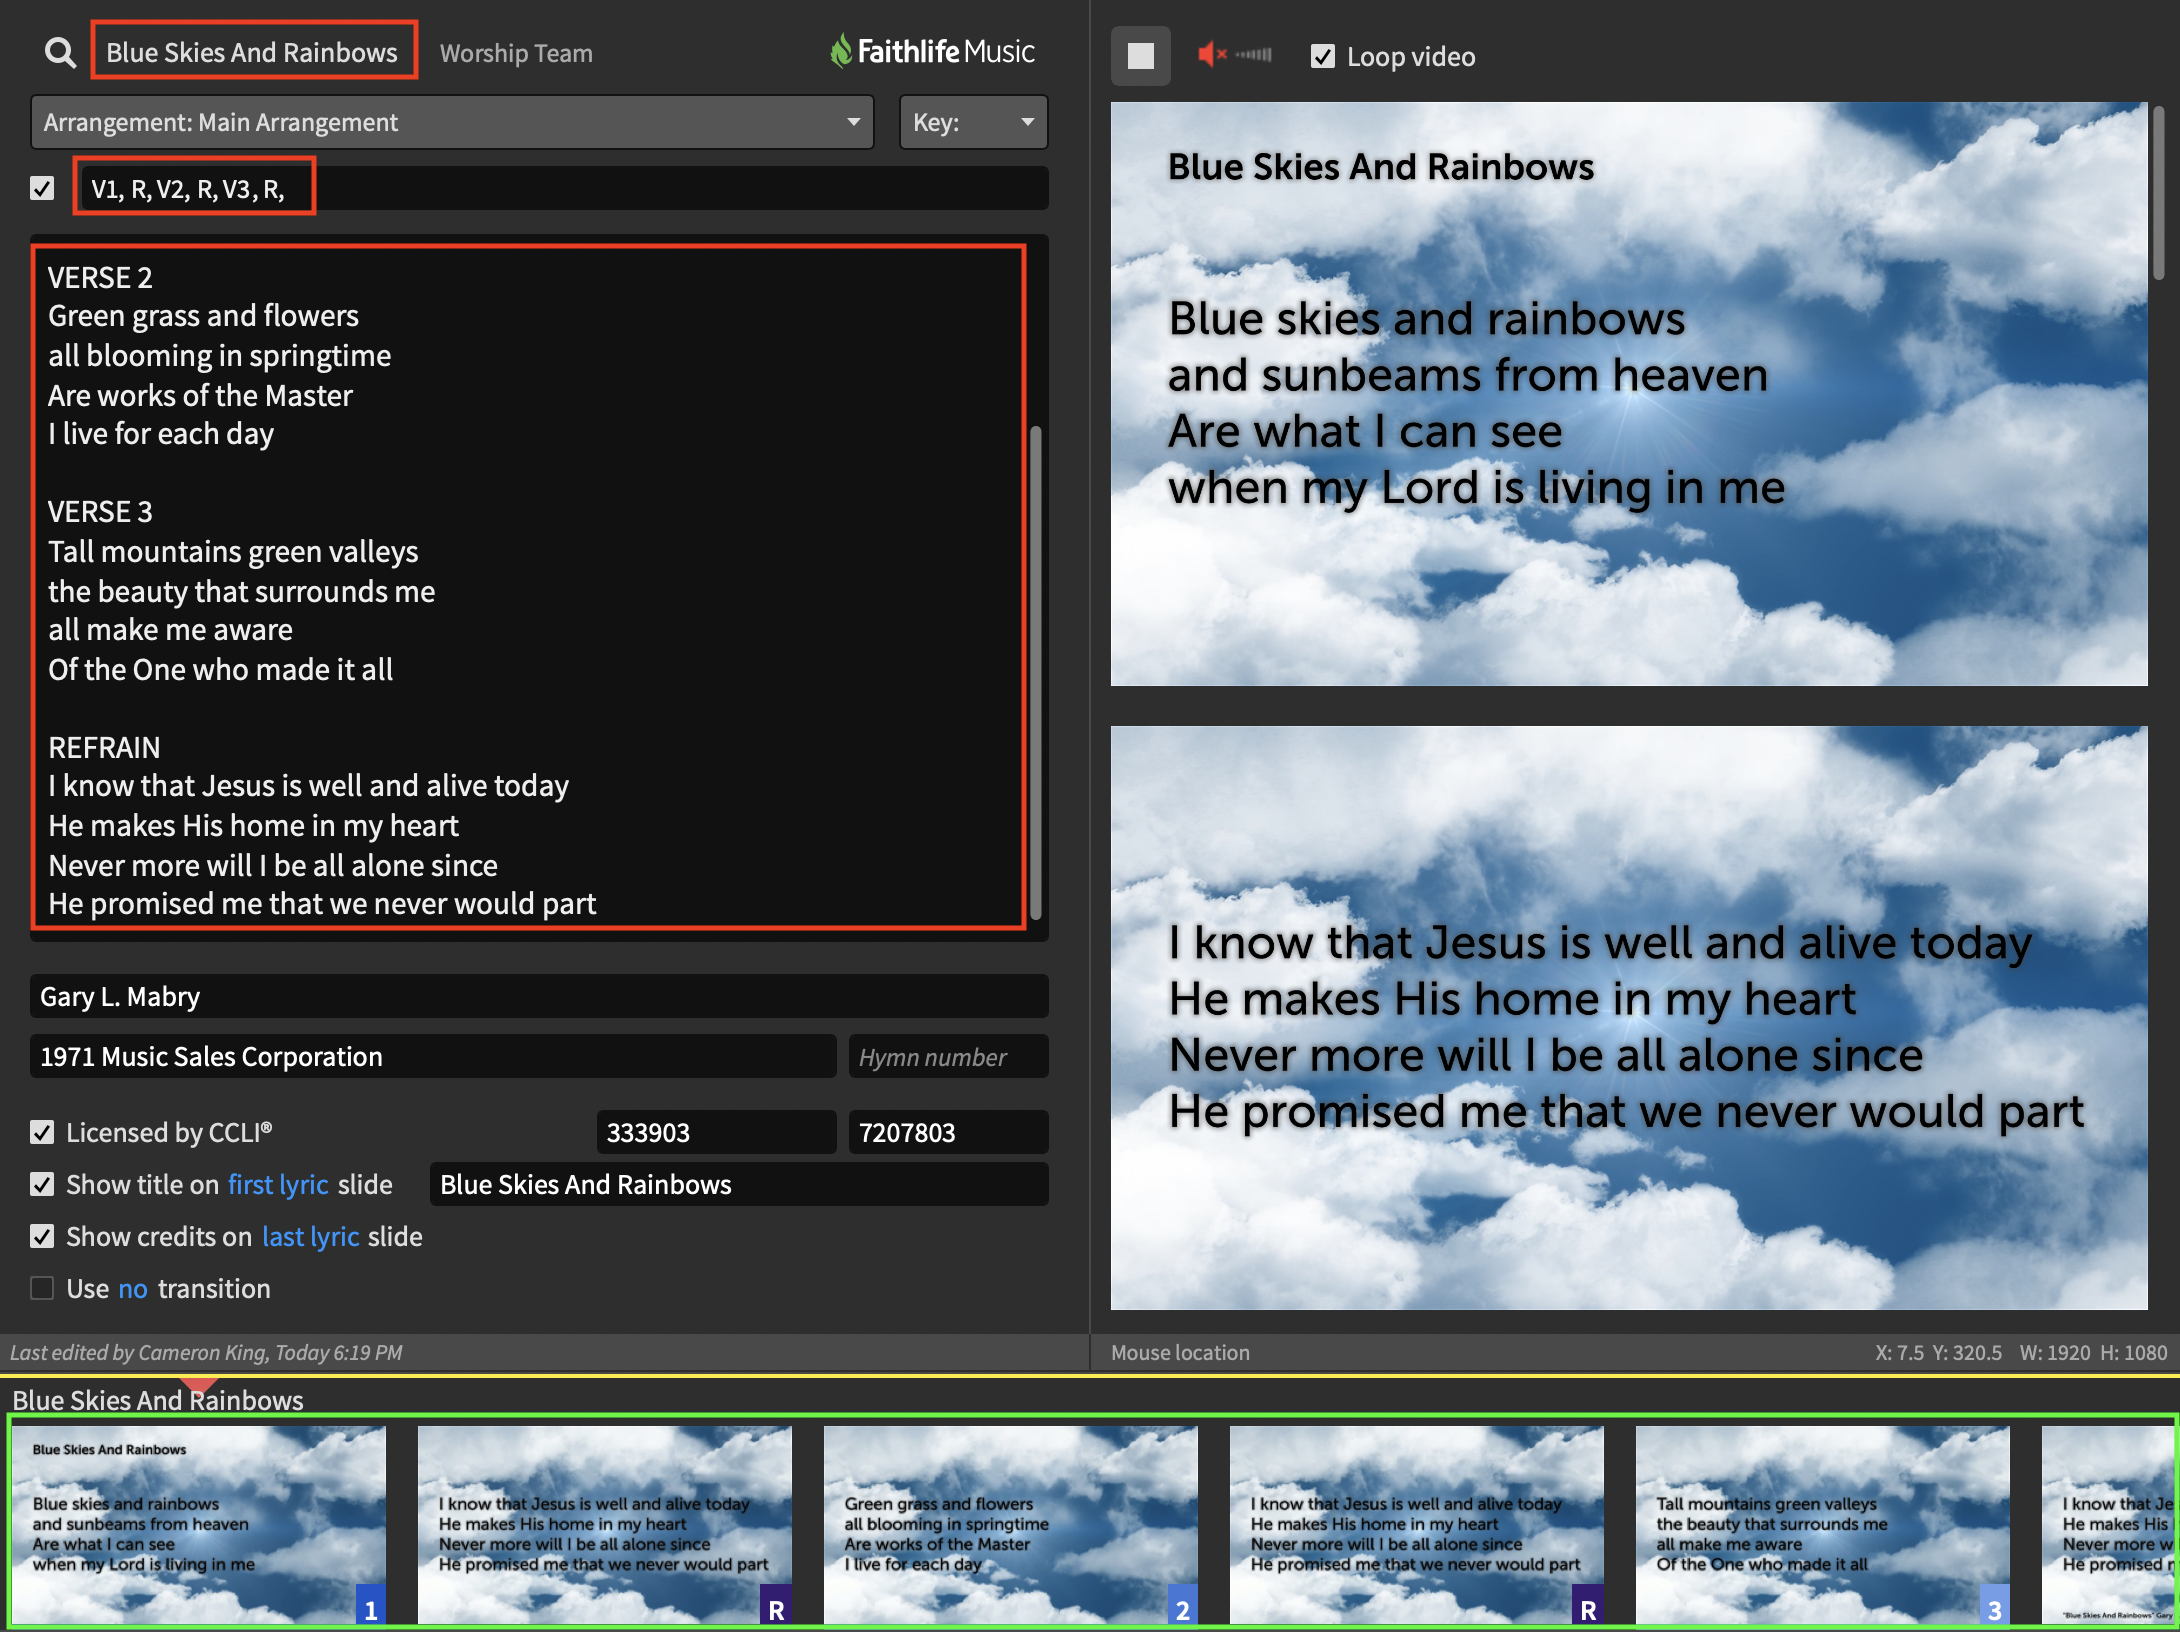 Blue Skies And Rainbows
Worship Team
Faithlife Music
Arrangement: Main Arrangement
Key:
V1, R, V2, R, V3, R,
VERSE 2
Green grass and flowers
all blooming in springtime
Are works of the Master
I live for each day
VERSE 3
Tall mountains green valleys
the beauty that surrounds me
all make me aware
Of the One who made it all
REFRAIN
I know that Jesus is well and alive today
He makes His home in my heart
Never more will I be all alone since
He promised me that we never would part
Gary L. Mabry
1971 Music Sales Corporation
Hymn number
Licensed by CCLI®
333903
7207803
Show title on first lyric slide
Blue Skies And Rainbows
Show credits on last lyric slide
Use no transition
Last edited by Cameron King, Today 6:19 PM
Loop video
Blue Skies And Rainbows
Blue skies and rainbows
and sunbeams from heaven
Are what I can see
when my Lord is living in me
I know that Jesus is well and alive today
He makes His home in my heart
Never more will I be all alone since
He promised me that we never would part
Mouse location
X: 7.5 Y: 320.5 W: 1920 H: 1080
Blue Skies And Rainbows
Blue Skies And Rainbows
Blue skies and rainbows
and sunbeams from heaven
Are what I can see
when my Lord is living in me
1
I know that Jesus is well and alive today
He makes His home in my heart
Never more will I be all alone since
He promised me that we never would part
R
Green grass and flowers
all blooming in springtime
Are works of the Master
I live for each day
2
I know that Jesus is well and alive today
He makes His home in my heart
Never more will I be all alone since
He promised me that we never would part
R
Tall mountains green valleys
the beauty that surrounds me
all make me aware
Of the One who made it all
3
I know that Je
He makes His
Never more w
He promised
"Blue Skies And Rainbows" Gary